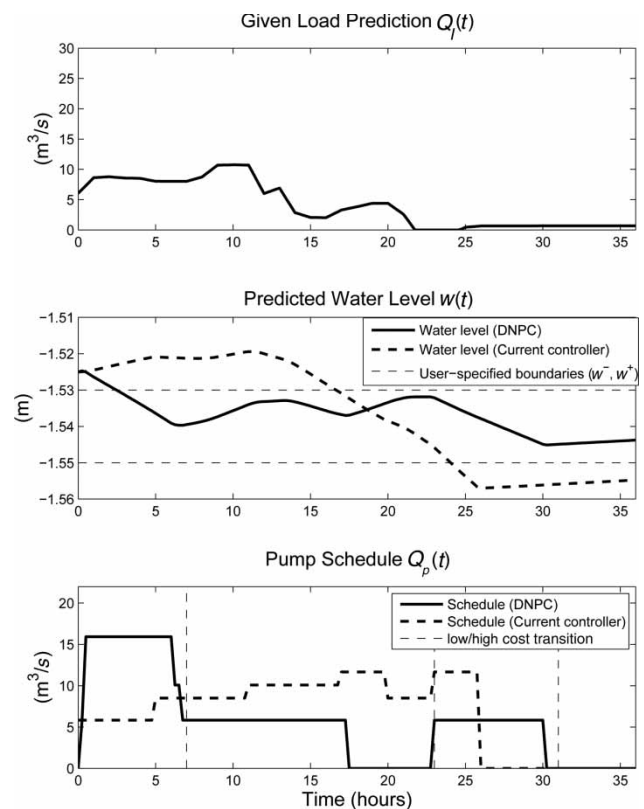 Given Load Prediction Q_l(t)
30
25
20
15
10
5
0
(m³/s)
0 5 10 15 20 25 30 35
Predicted Water Level w(t)
−1.51
−1.52
−1.53
−1.54
−1.55
−1.56
(m)
Water level (DNPC)
Water level (Current controller)
User−specified boundaries (w⁻, w⁺)
0 5 10 15 20 25 30 35
Pump Schedule Q_p(t)
20
15
10
5
0
(m³/s)
Schedule (DNPC)
Schedule (Current controller)
low/high cost transition
0 5 10 15 20 25 30 35
Time (hours)